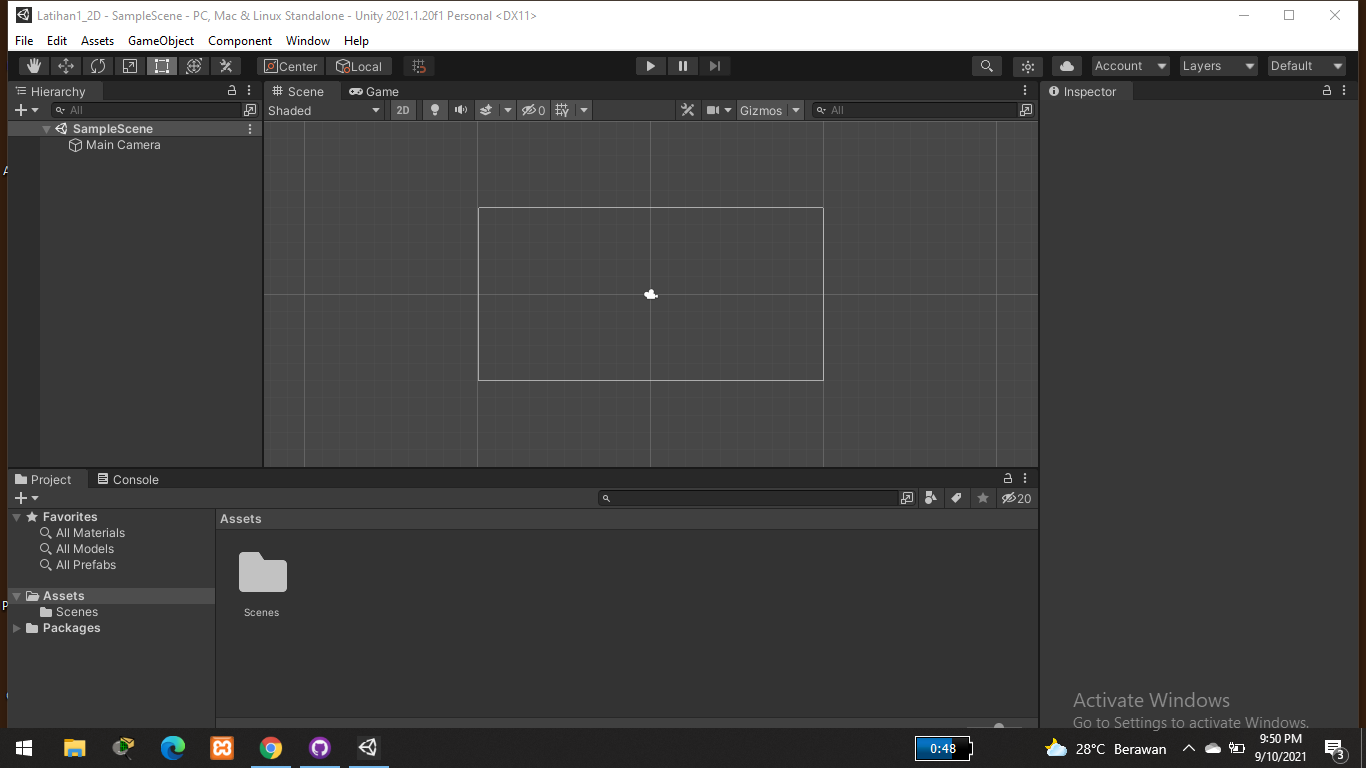 Latihan1_2D - SampleScene - PC, Mac & Linux Standalone - Unity 2021.1.20f1 Personal <DX11>
File Edit Assets GameObject Component Window Help
Center Local Account Layers Default
Hierarchy
All
SampleScene
Main Camera
Scene Game
Shaded 2D 0 Gizmos All
Inspector
Project Console
20
Favorites
All Materials
All Models
All Prefabs
Assets
Scenes
Packages
Assets
Scenes
Activate Windows
Go to Settings to activate Windows.
0:48
28°C Berawan
9:50 PM
9/10/2021
3